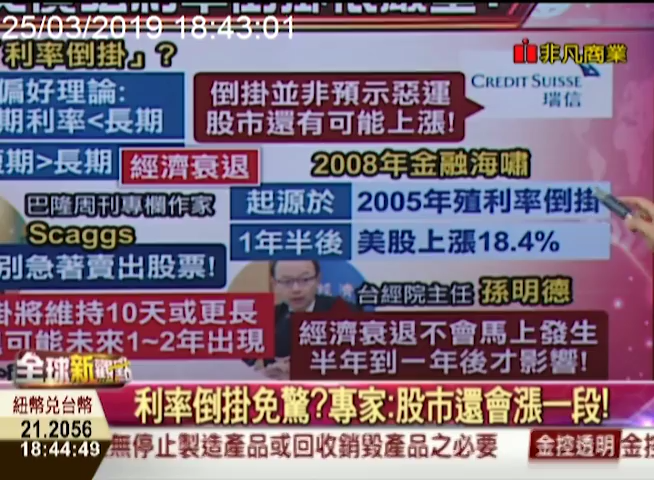 25/03/2019 18:43:01
利率倒掛」?
非凡商業
偏好理論:
期利率<長期
倒掛並非預示惡運
股市還有可能上漲!
CREDIT SUISSE
瑞信
期>長期
經濟衰退
2008年金融海嘯
巴隆周刊專欄作家
Scaggs
別急著賣出股票!
起源於
2005年殖利率倒掛
1年半後
美股上漲18.4%
掛將維持10天或更長
可能未來1~2年出現
台經院主任 孫明德
經濟衰退不會馬上發生
半年到一年後才影響!
全球新觀點
利率倒掛免驚?專家:股市還會漲一段!
紐幣兌台幣
21.2056
18:44:49
無停止製造產品或回收銷毀產品之必要
金控透明
金控